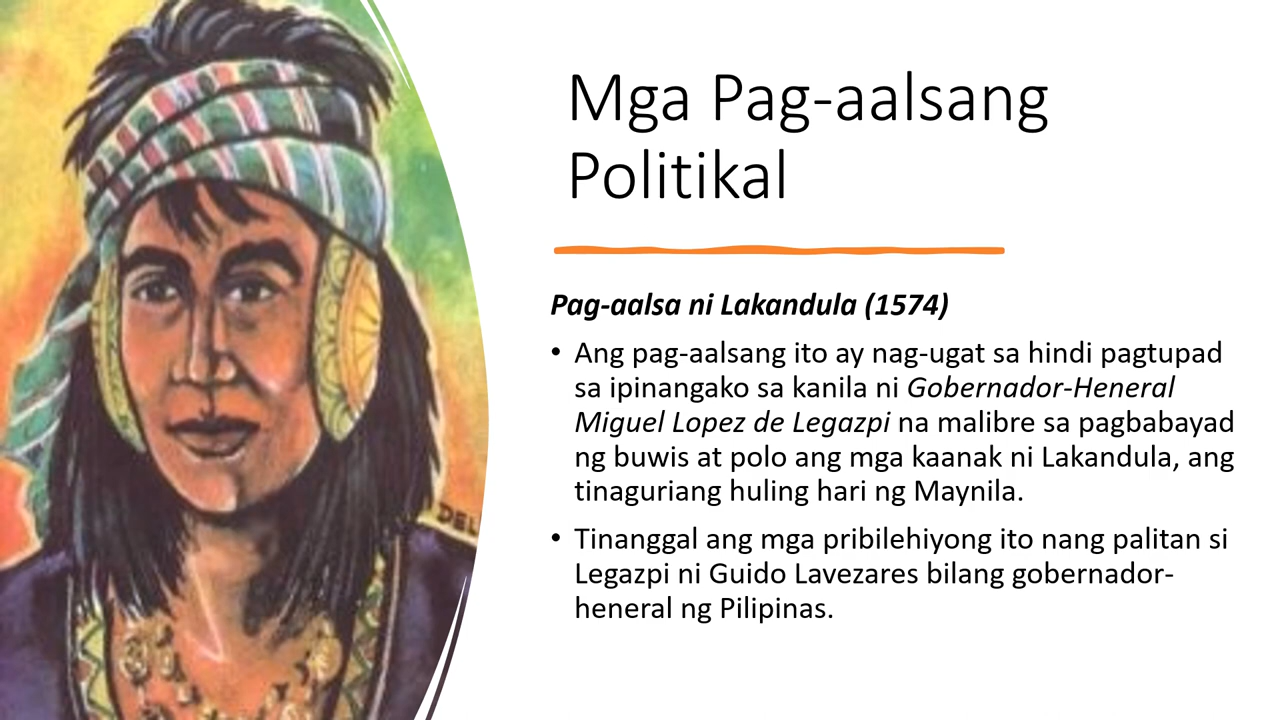 Mga Pag-aalsang
Politikal
Pag-aalsa ni Lakandula (1574)
• Ang pag-aalsang ito ay nag-ugat sa hindi pagtupad
sa ipinangako sa kanila ni Gobernador-Heneral
Miguel Lopez de Legazpi na malibre sa pagbabayad
ng buwis at polo ang mga kaanak ni Lakandula, ang
tinaguriang huling hari ng Maynila.
• Tinanggal ang mga pribilehiyong ito nang palitan si
Legazpi ni Guido Lavezares bilang gobernador-
heneral ng Pilipinas.